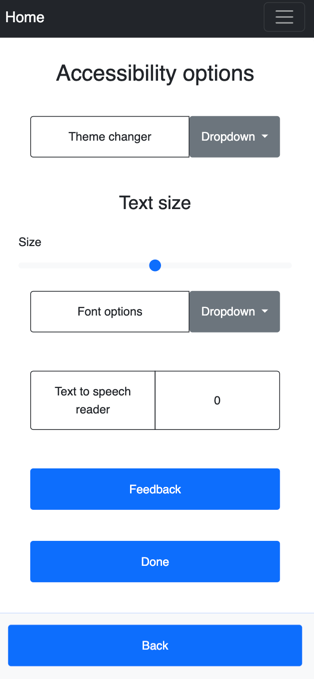 Home
Accessibility options
Theme changer
Dropdown
Text size
Size
Font options
Dropdown
Text to speech
reader
0
Feedback
Done
Back